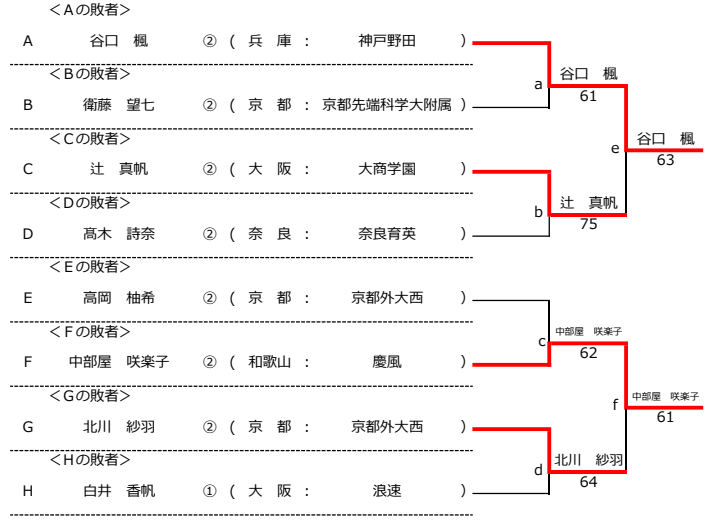 ＜Aの敗者＞
A 谷口 楓 ② ( 兵 庫 : 神戸野田 )
＜Bの敗者＞
a 谷口 楓
61
B 衛藤 望七 ② ( 京 都 : 京都先端科学大附属 )
＜Cの敗者＞
e 谷口 楓
63
C 辻 真帆 ② ( 大 阪 : 大商学園 )
＜Dの敗者＞
b 辻 真帆
75
D 髙木 詩奈 ② ( 奈 良 : 奈良育英 )
＜Eの敗者＞
E 高岡 柚希 ② ( 京 都 : 京都外大西 )
＜Fの敗者＞
c 中部屋 咲楽子
62
F 中部屋 咲楽子 ② ( 和歌山 : 慶風 )
＜Gの敗者＞
f 中部屋 咲楽子
61
G 北川 紗羽 ② ( 京 都 : 京都外大西 )
＜Hの敗者＞
d 北川 紗羽
64
H 白井 香帆 ① ( 大 阪 : 浪速 )